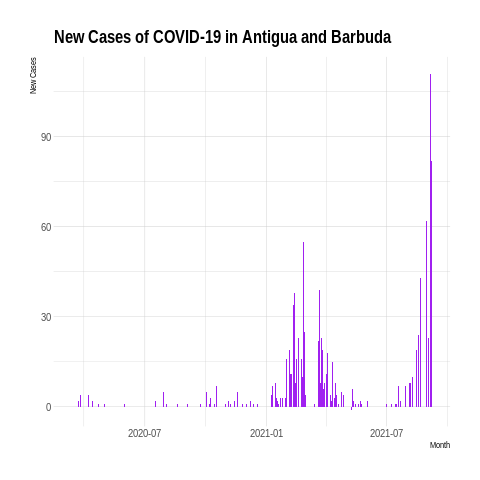 New Cases of COVID-19 in Antigua and Barbuda
New Cases
90
60
30
0
2020-07
2021-01
2021-07
Month